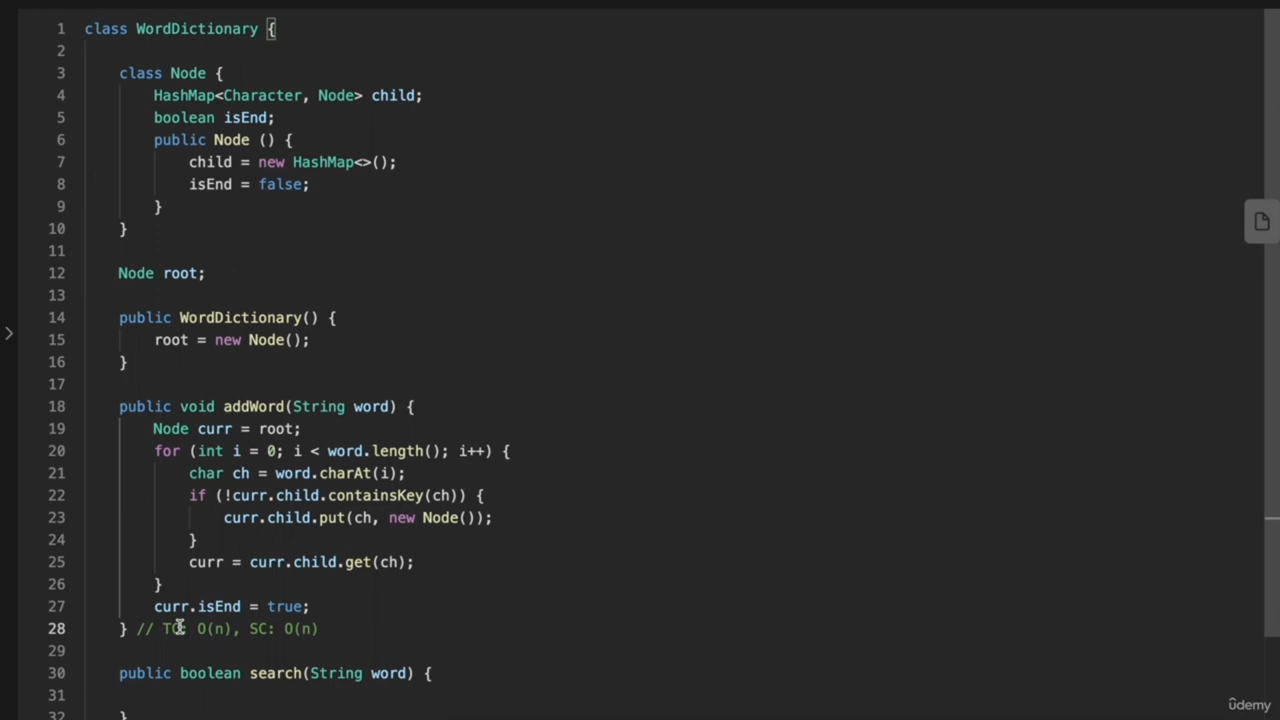 1 class WordDictionary {
2
3 class Node {
4 HashMap<Character, Node> child;
5 boolean isEnd;
6 public Node () {
7 child = new HashMap<>();
8 isEnd = false;
9 }
10 }
11
12 Node root;
13
14 public WordDictionary() {
15 root = new Node();
16 }
17
18 public void addWord(String word) {
19 Node curr = root;
20 for (int i = 0; i < word.length(); i++) {
21 char ch = word.charAt(i);
22 if (!curr.child.containsKey(ch)) {
23 curr.child.put(ch, new Node());
24 }
25 curr = curr.child.get(ch);
26 }
27 curr.isEnd = true;
28 } // TC: O(n), SC: O(n)
29
30 public boolean search(String word) {
31
32 }
ûdemy